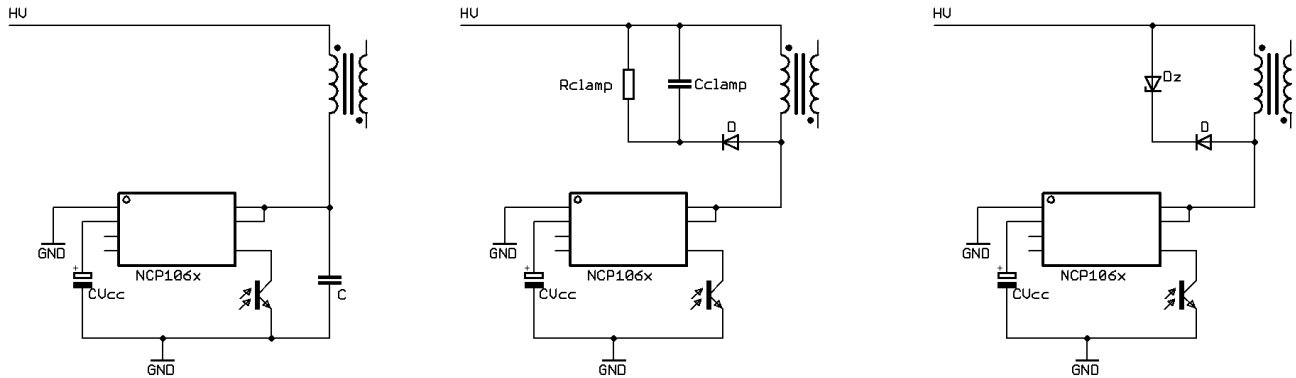 HV
NCP106x
GND
CVcc
+
C
GND
HV
Rclamp
Cclamp
D
NCP106x
GND
CVcc
+
GND
HV
Dz
D
NCP106x
GND
CVcc
+
GND